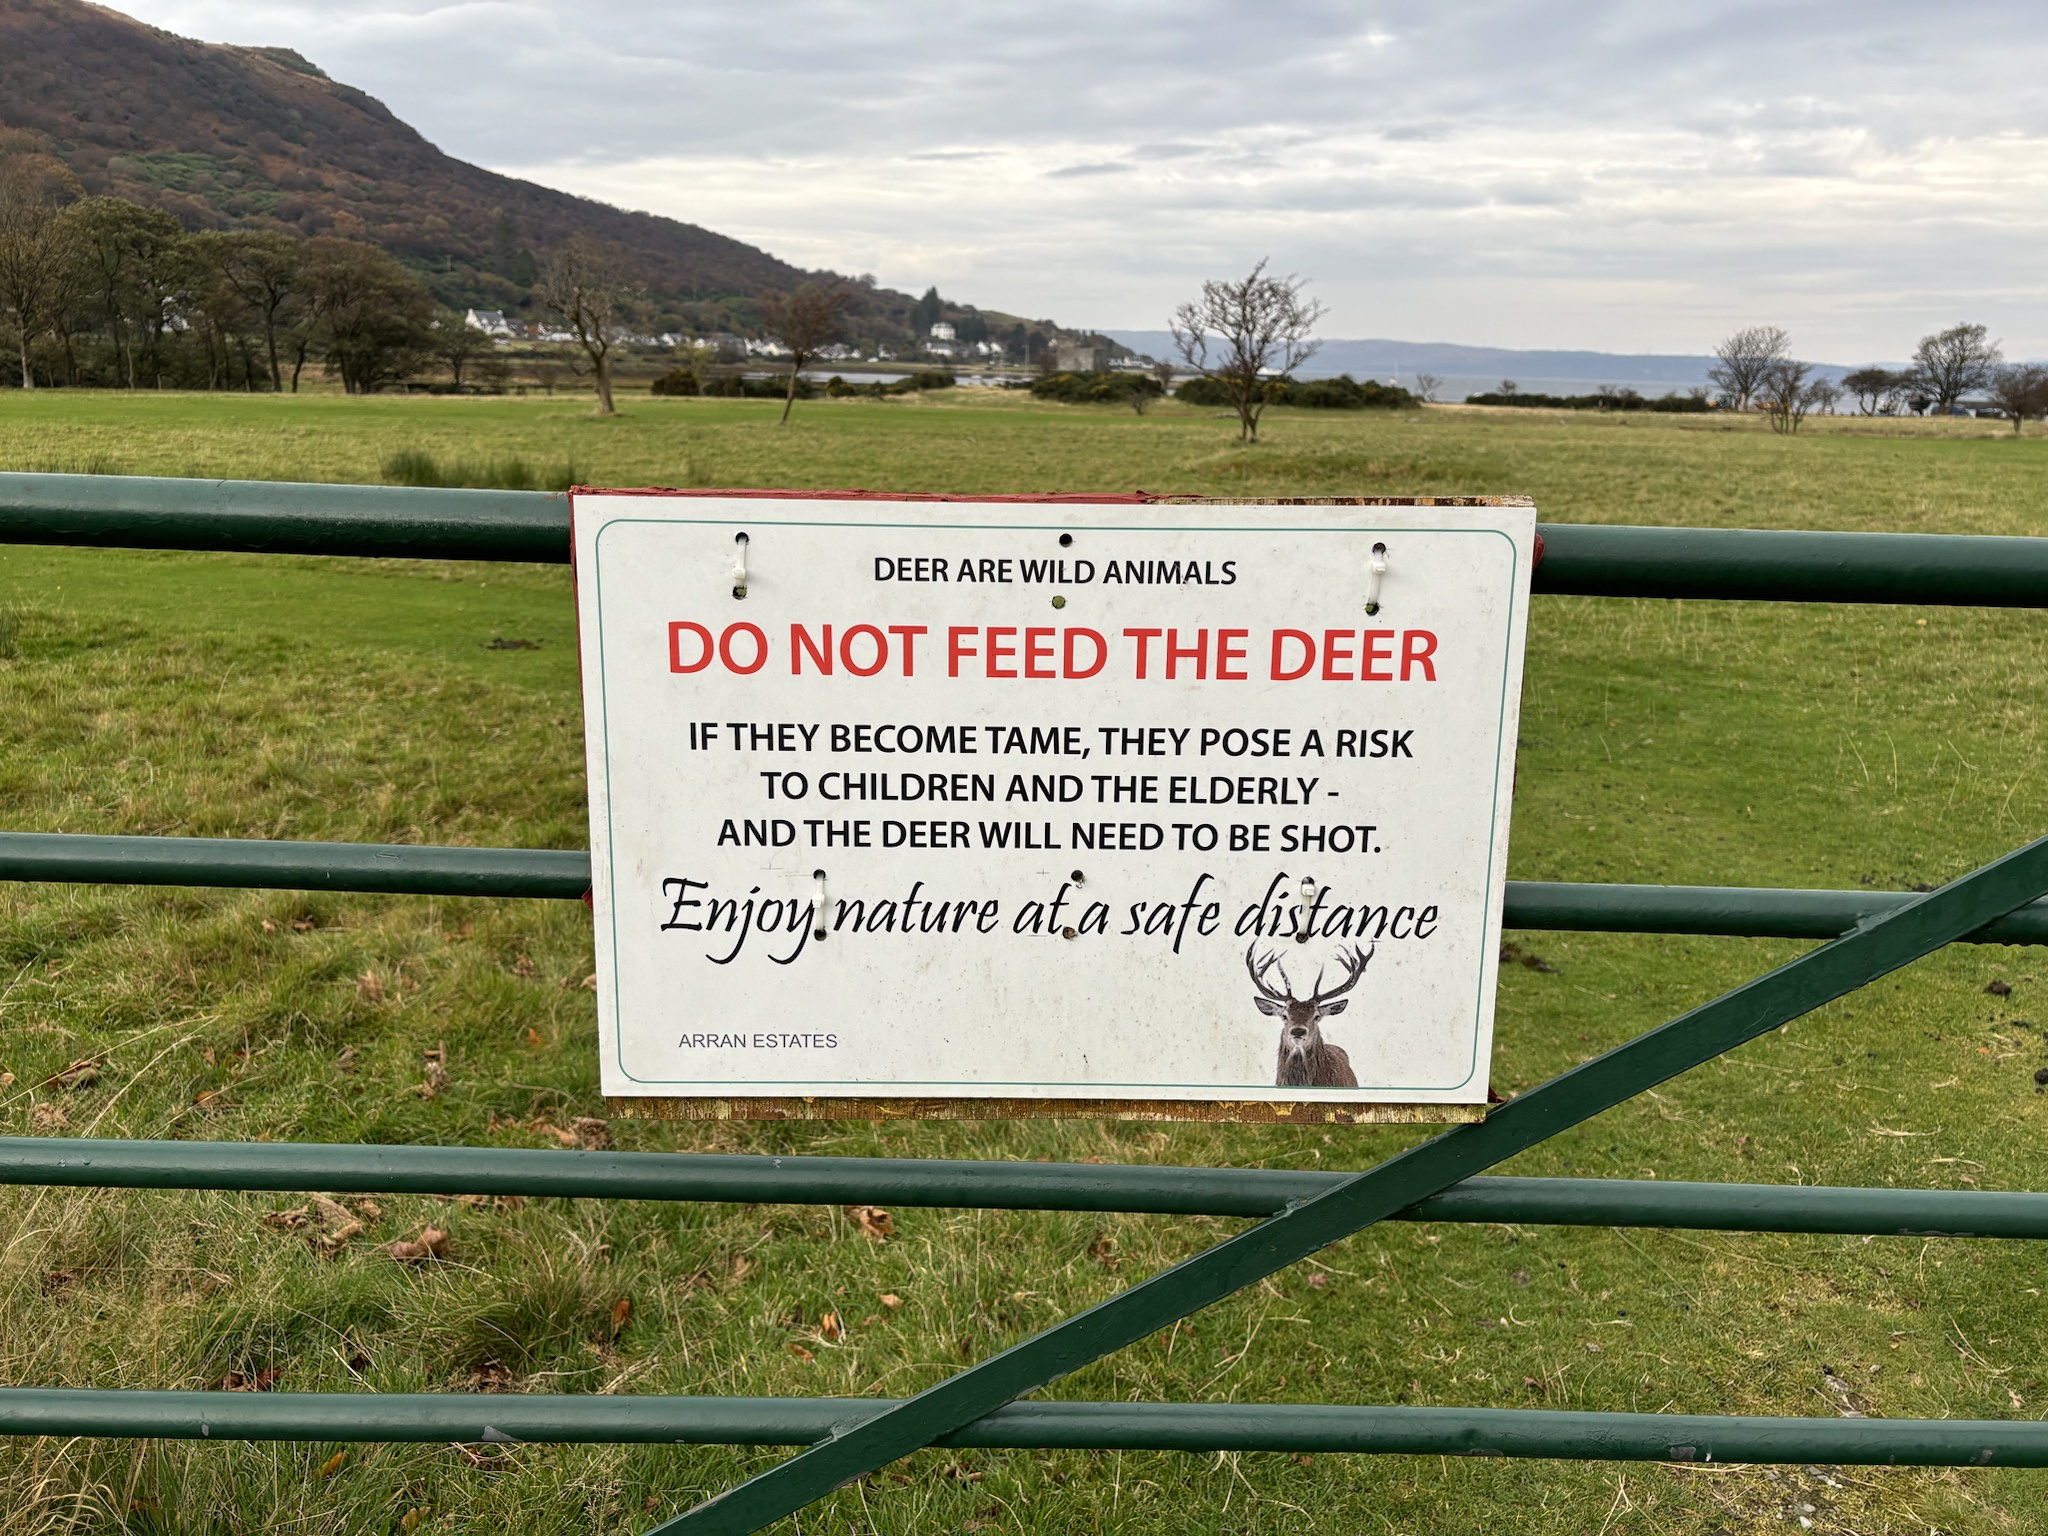 DEER ARE WILD ANIMALS
DO NOT FEED THE DEER
IF THEY BECOME TAME, THEY POSE A RISK
TO CHILDREN AND THE ELDERLY -
AND THE DEER WILL NEED TO BE SHOT.
Enjoy nature at a safe distance
ARRAN ESTATES